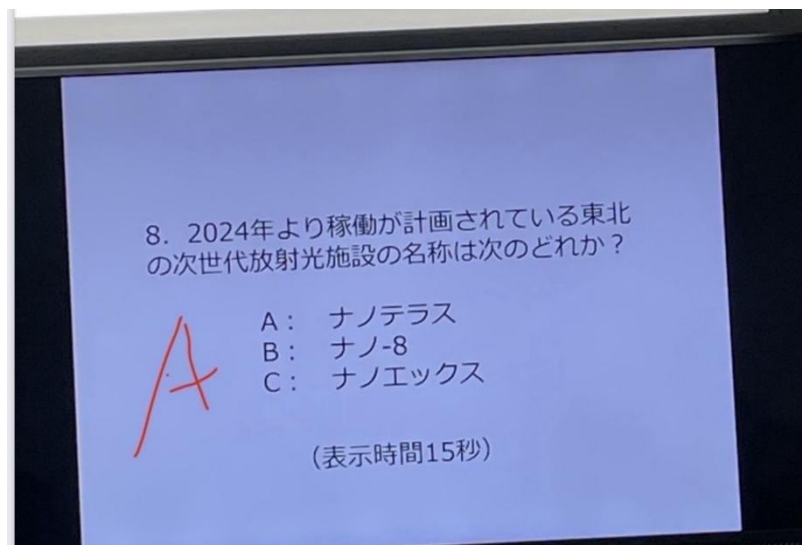 8. 2024年より稼働が計画されている東北
の次世代放射光施設の名称は次のどれか？
A： ナノテラス
B： ナノ-8
C： ナノエックス
A
（表示時間15秒）